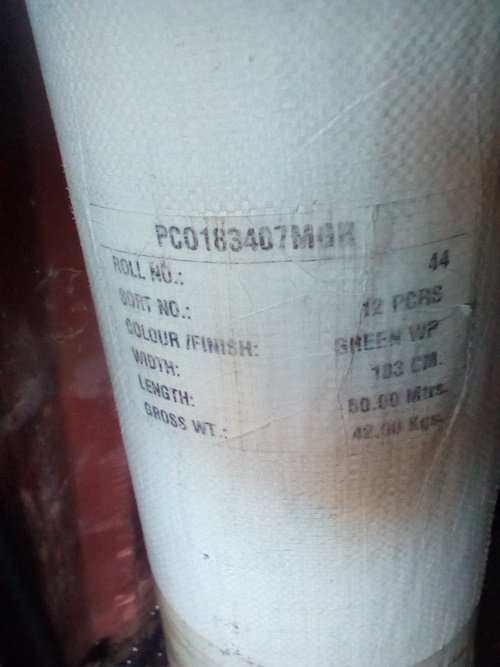 PCO183407MGR
ROLL NO.: 44
SORT NO.: 12 PCRS
COLOUR /FINISH: GREEN WP
WIDTH: 183 CM.
LENGTH: 50.00 Mtrs.
GROSS WT.: 42.00 Kgs.